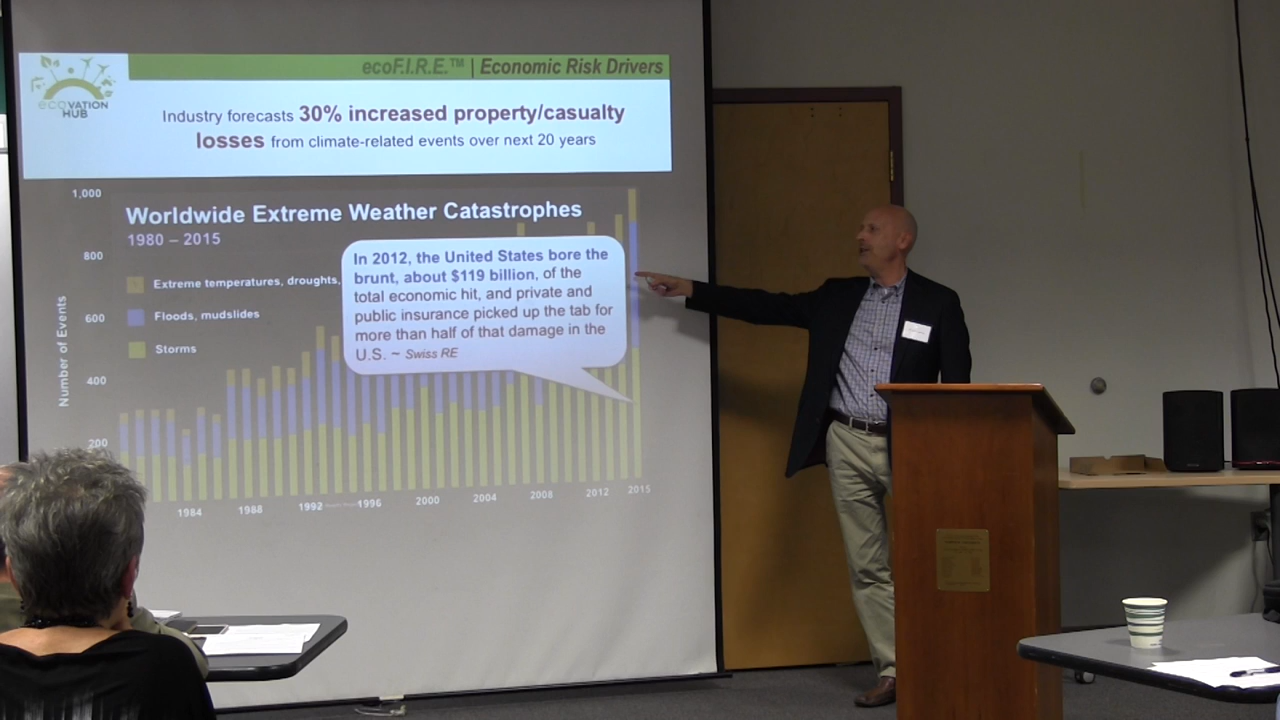 ecoF.I.R.E.™ | Economic Risk Drivers
ecoVATION
HUB
Industry forecasts 30% increased property/casualty
losses from climate-related events over next 20 years
1,000
Worldwide Extreme Weather Catastrophes
1980 – 2015
800
Extreme temperatures, droughts,
Floods, mudslides
Storms
In 2012, the United States bore the
brunt, about $119 billion, of the
total economic hit, and private and
public insurance picked up the tab for
more than half of that damage in the
U.S. ~ Swiss RE
Number of Events
600
400
200
1984 1988 1992 1996 2000 2004 2008 2012 2015